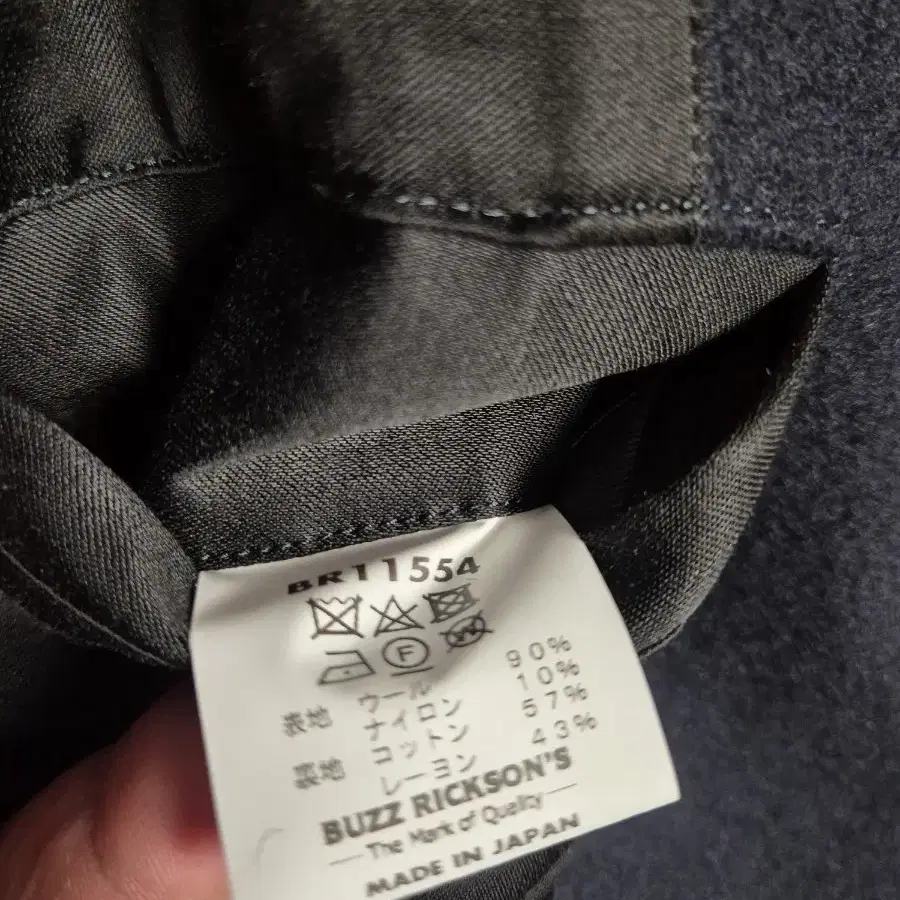 BR11554
F W
表地 ウール 90%
ナイロン 10%
裏地 コットン 57%
レーヨン 43%
BUZZ RICKSON'S
The Mark of Quality
MADE IN JAPAN